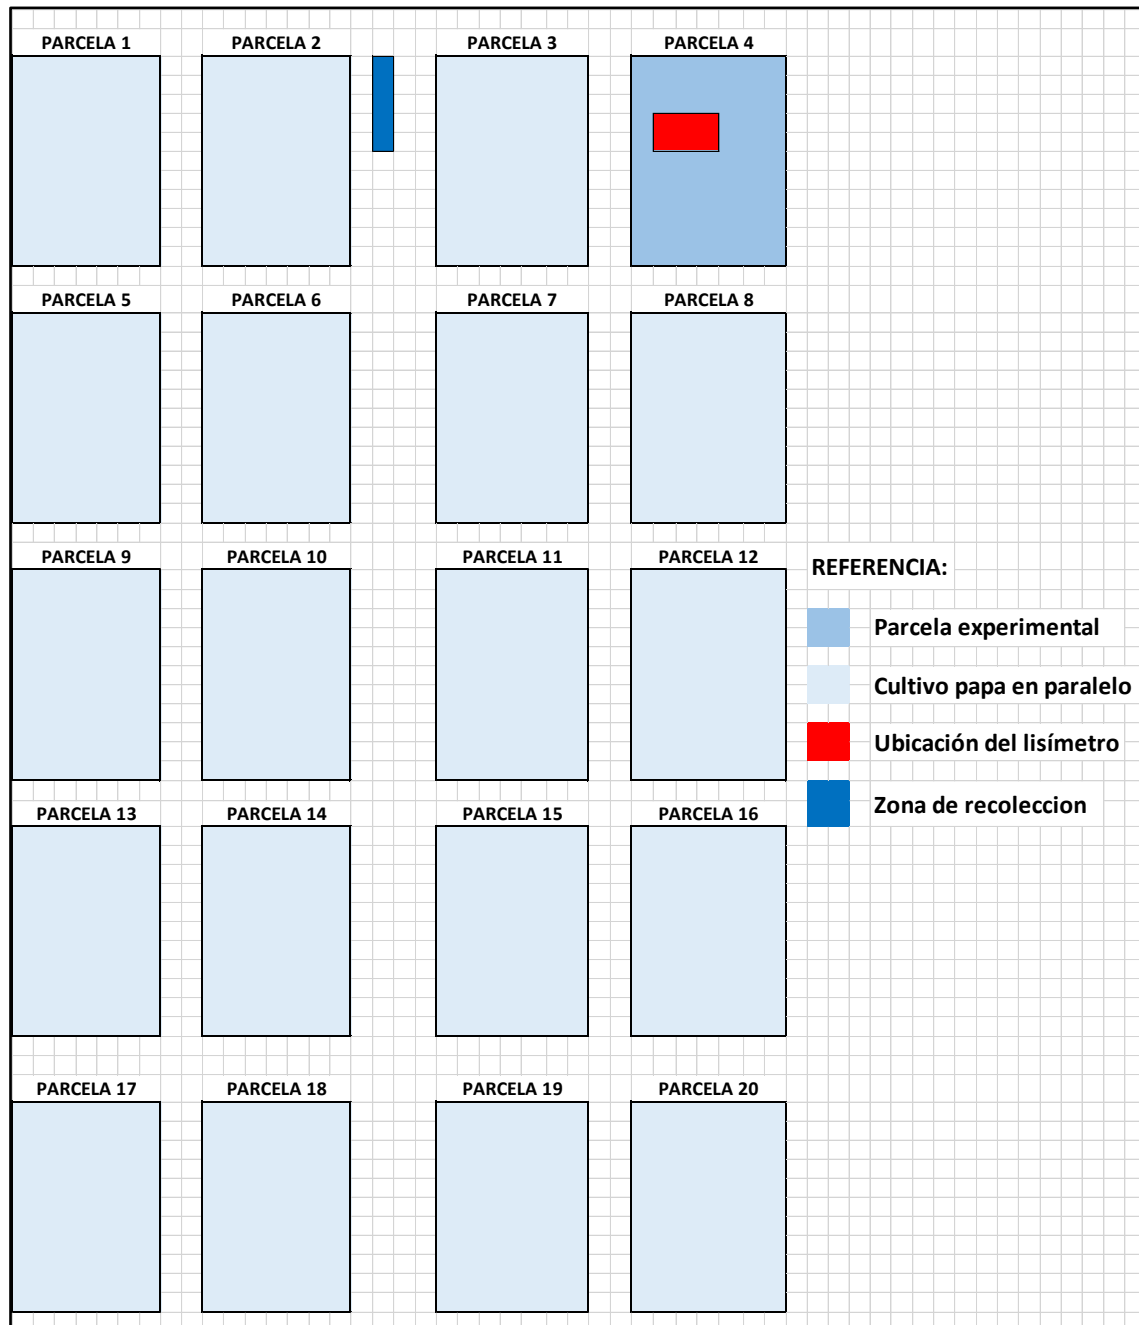 PARCELA 1
PARCELA 2
PARCELA 3
PARCELA 4
PARCELA 5
PARCELA 6
PARCELA 7
PARCELA 8
PARCELA 9
PARCELA 10
PARCELA 11
PARCELA 12
REFERENCIA:
Parcela experimental
Cultivo papa en paralelo
Ubicación del lisímetro
Zona de recoleccion
PARCELA 13
PARCELA 14
PARCELA 15
PARCELA 16
PARCELA 17
PARCELA 18
PARCELA 19
PARCELA 20